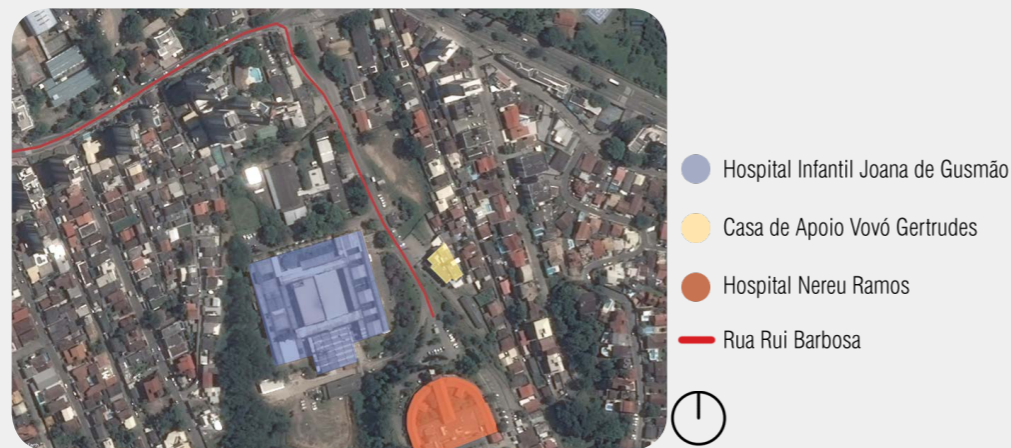 Hospital Infantil Joana de Gusmão
Casa de Apoio Vovó Gertrudes
Hospital Nereu Ramos
Rua Rui Barbosa